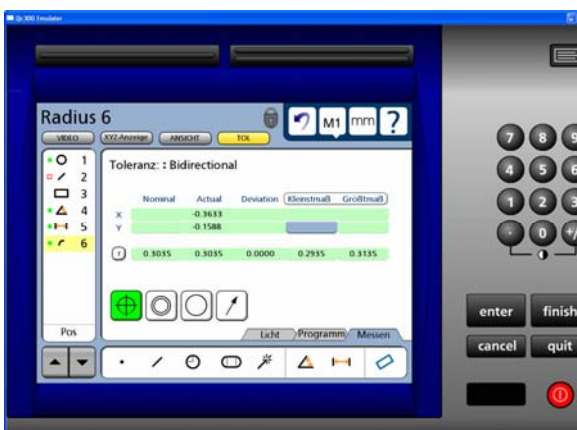 Qc 300 Emulator
Radius 6
M1 mm ?
VIDEO XYZ-Anzeige ANSICHT TOL
1
2
3
4
5
6
Pos
Toleranz: : Bidirectional
Nominal Actual Deviation Kleinstmaß Größtmaß
X -0.3633
Y -0.1588
r 0.3035 0.3035 0.0000 0.2935 0.3135
Licht Programm Messen
7 8 9
4 5 6
1 2 3
. 0 +/
0
enter finish
cancel quit